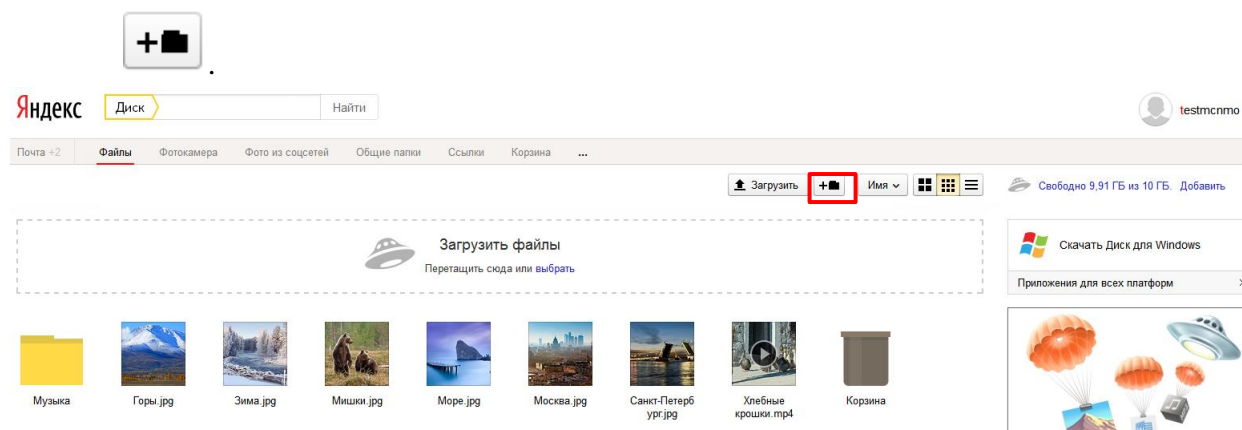 .
Яндекс Диск Найти testmcnmo
Почта +2 Файлы Фотокамера Фото из соцсетей Общие папки Ссылки Корзина ...
Загрузить Имя Свободно 9,91 ГБ из 10 ГБ. Добавить
Загрузить файлы
Перетащить сюда или выбрать
Скачать Диск для Windows
Приложения для всех платформ
Музыка Горы.jpg Зима.jpg Мишки.jpg Море.jpg Москва.jpg Санкт-Петерб Хлебные Корзина
ург.jpg крошки.mp4